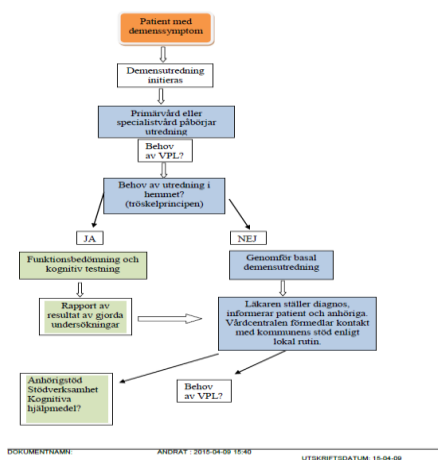 Patient med
demenssymptom
Demensutredning
initieras
Primärvård eller
specialistvård påbörjar
utredning
Behov
av VPL?
Behov av utredning i
hemmet?
(tröskelprincipen)
JA
NEJ
Funktionsbedömning och
kognitiv testning
Genomför basal
demensutredning
Rapport av
resultat av gjorda
undersökningar
Läkaren ställer diagnos,
informerar patient och anhöriga.
Vårdcentralen förmedlar kontakt
med kommunens stöd enligt
lokal rutin.
Anhörigstöd
Stödverksamhet
Kognitiva
hjälpmedel?
Behov
av VPL?
DOKUMENTNAMN:
ÄNDRAT : 2015-04-09 15:40
UTSKRIFTSDATUM: 15-04-09